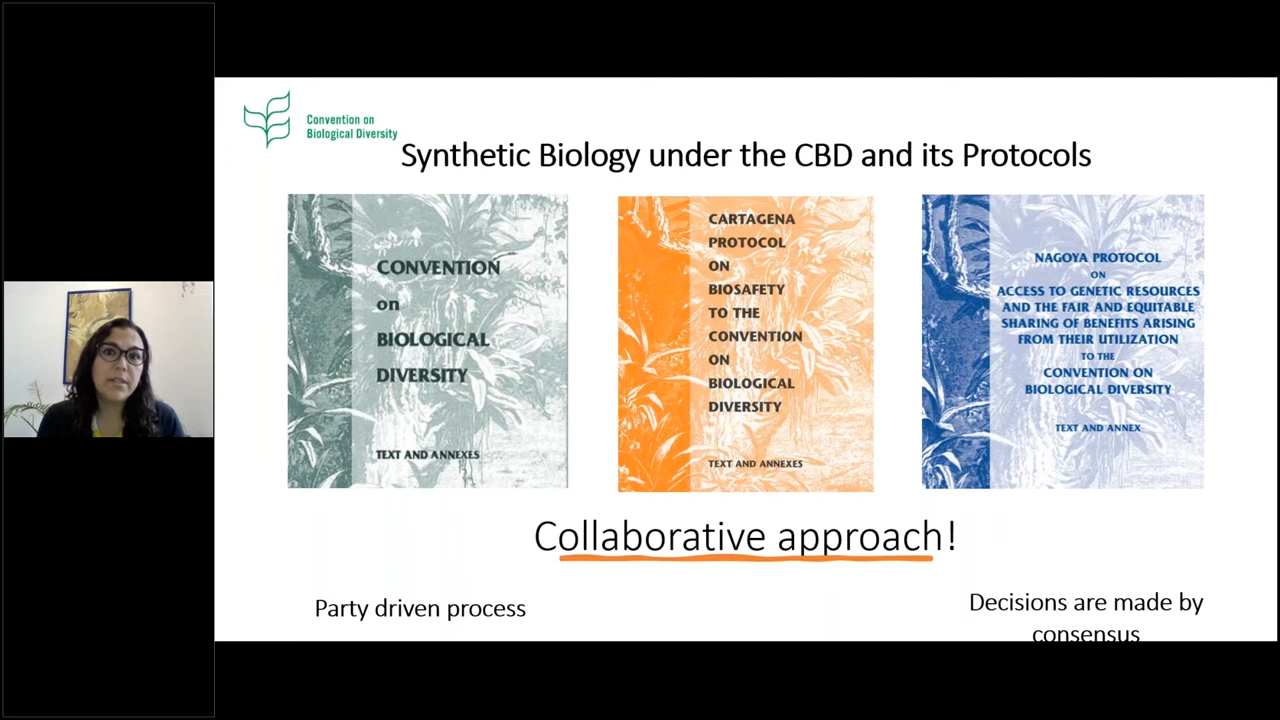 Convention on
Biological Diversity
Synthetic Biology under the CBD and its Protocols
CONVENTION
on
BIOLOGICAL
DIVERSITY
TEXT AND ANNEXES
CARTAGENA
PROTOCOL
ON
BIOSAFETY
TO THE
CONVENTION
ON
BIOLOGICAL
DIVERSITY
TEXT AND ANNEXES
NAGOYA PROTOCOL
ON
ACCESS TO GENETIC RESOURCES
AND THE FAIR AND EQUITABLE
SHARING OF BENEFITS ARISING
FROM THEIR UTILIZATION
TO THE
CONVENTION ON
BIOLOGICAL DIVERSITY
TEXT AND ANNEX
Collaborative approach!
Party driven process
Decisions are made by
consensus